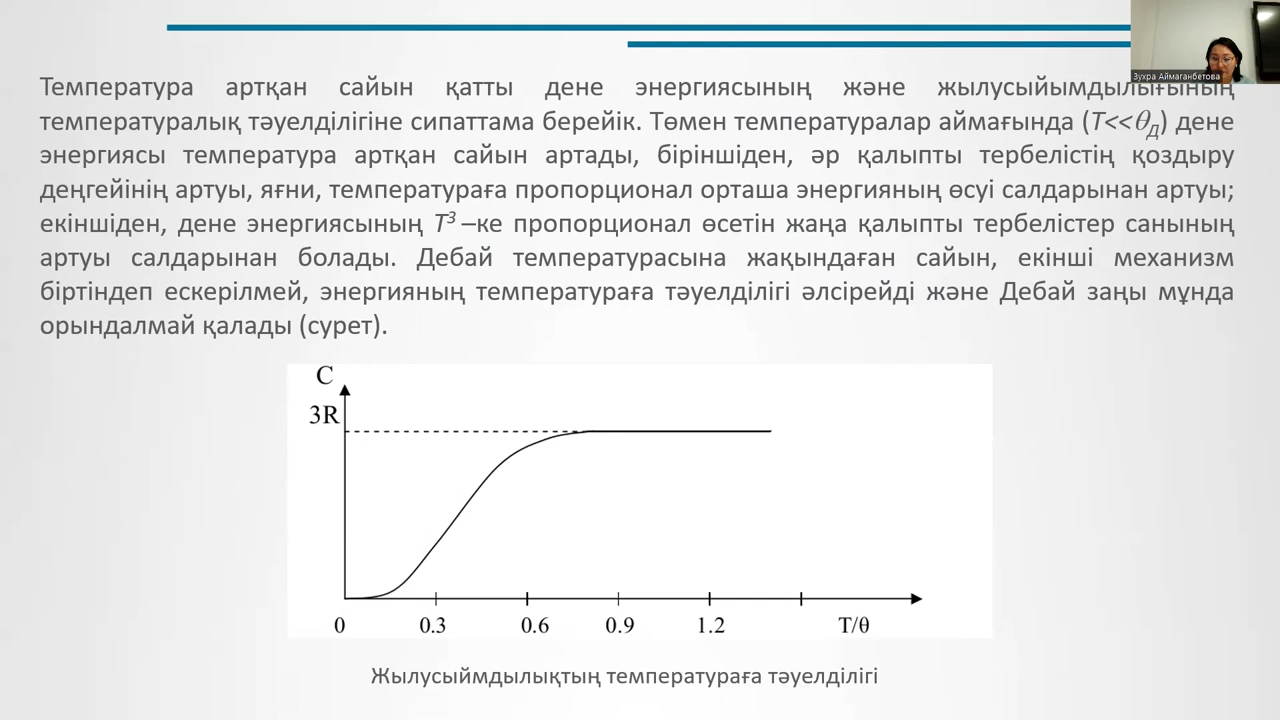 Зухра Аймаганбетова
Температура артқан сайын қатты дене энергиясының және жылусыйымдылығының
температуралық тәуелділігіне сипаттама берейік. Төмен температуралар аймағында (T<<θД) дене
энергиясы температура артқан сайын артады, біріншіден, әр қалыпты тербелістің қоздыру
деңгейінің артуы, яғни, температураға пропорционал орташа энергияның өсуі салдарынан артуы;
екіншіден, дене энергиясының T³ –ке пропорционал өсетін жаңа қалыпты тербелістер санының
артуы салдарынан болады. Дебай температурасына жақындаған сайын, екінші механизм
біртіндеп ескерілмей, энергияның температураға тәуелділігі әлсірейді және Дебай заңы мұнда
орындалмай қалады (сурет).
C
3R
0 0.3 0.6 0.9 1.2 T/θ
Жылусыймдылықтың температураға тәуелділігі